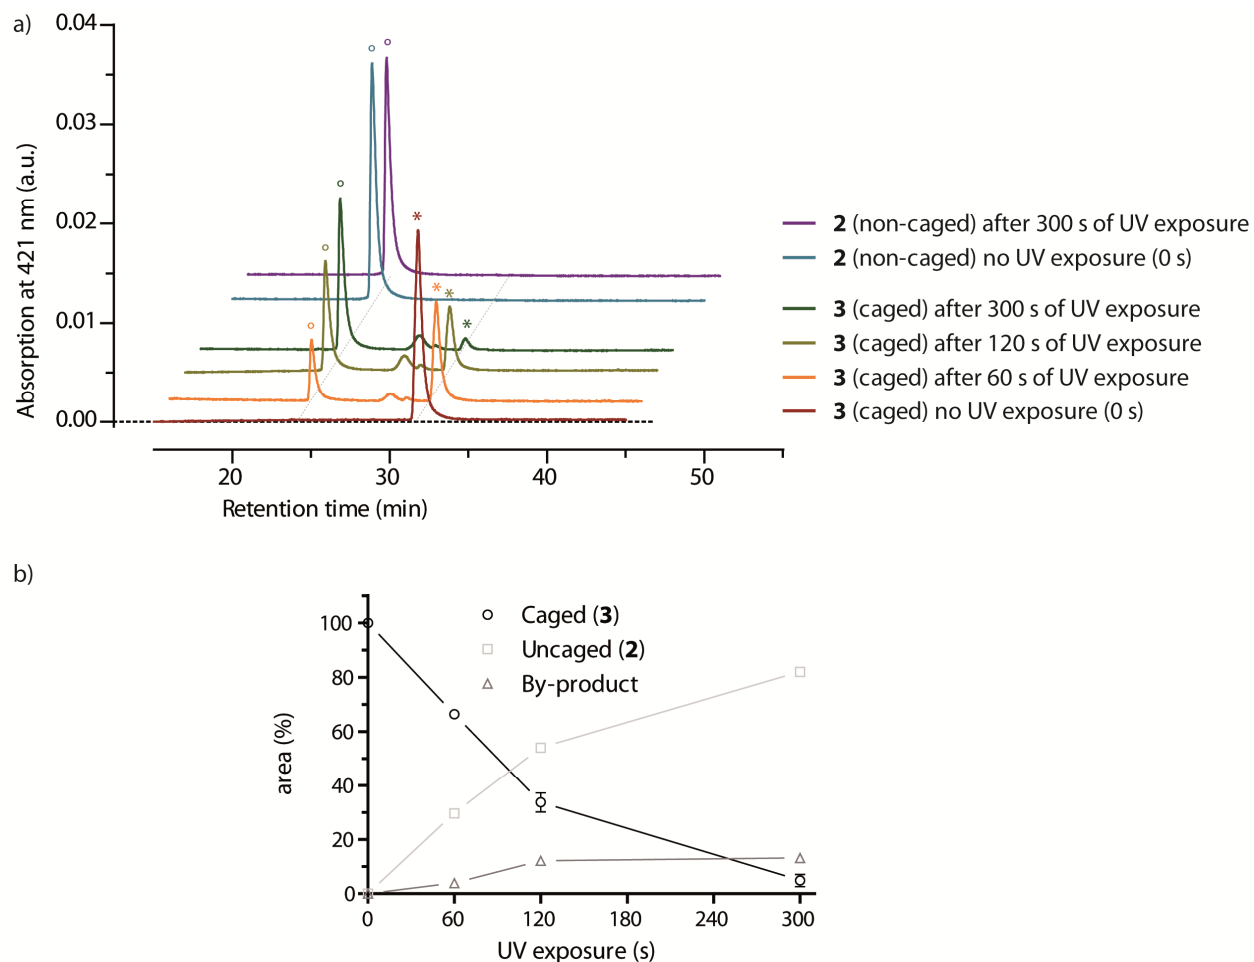 a)
Absorption at 421 nm (a.u.)
0.04
0.03
0.02
0.01
0.00
20 30 40 50
Retention time (min)
2 (non-caged) after 300 s of UV exposure
2 (non-caged) no UV exposure (0 s)
3 (caged) after 300 s of UV exposure
3 (caged) after 120 s of UV exposure
3 (caged) after 60 s of UV exposure
3 (caged) no UV exposure (0 s)
b)
area (%)
100
80
60
40
20
0
Caged (3)
Uncaged (2)
By-product
0 60 120 180 240 300
UV exposure (s)